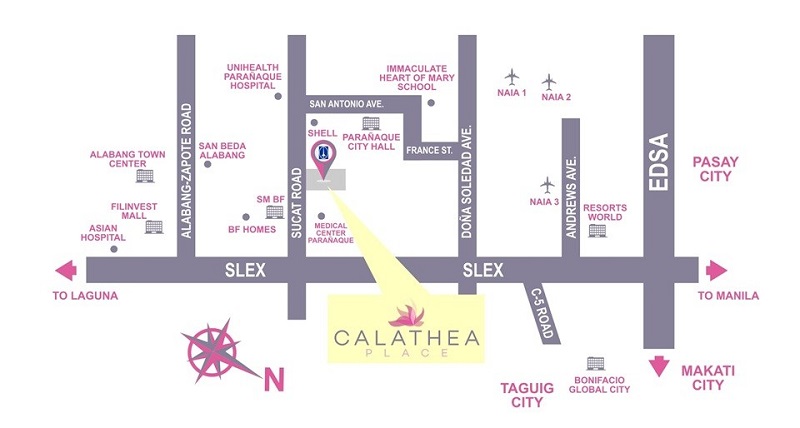 UNIHEALTH
PARAÑAQUE
HOSPITAL
IMMACULATE
HEART OF MARY
SCHOOL
NAIA 1
NAIA 2
SAN ANTONIO AVE.
ALABANG-ZAPOTE ROAD
SHELL
PARAÑAQUE
CITY HALL
FRANCE ST.
DOÑA SOLEDAD AVE.
EDSA
PASAY
CITY
SAN BEDA
ALABANG
ALABANG TOWN
CENTER
SUCAT ROAD
ANDREWS AVE.
NAIA 3
FILINVEST
MALL
SM BF
RESORTS
WORLD
ASIAN
HOSPITAL
BF HOMES
MEDICAL
CENTER
PARAÑAQUE
SLEX
SLEX
TO LAGUNA
TO MANILA
C-5 ROAD
CALATHEA
PLACE
N
TAGUIG
CITY
BONIFACIO
GLOBAL CITY
MAKATI
CITY